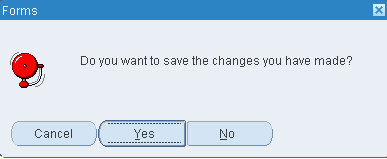 Forms
Do you want to save the changes you have made?
Cancel Yes No